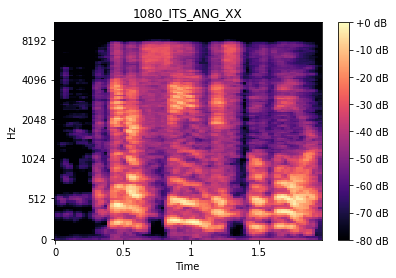 1080_ITS_ANG_XX
+0 dB
8192
-10 dB
4096
-20 dB
-30 dB
2048
Hz
-40 dB
1024
-50 dB
512
-60 dB
-70 dB
0
-80 dB
0 0.5 1 1.5
Time